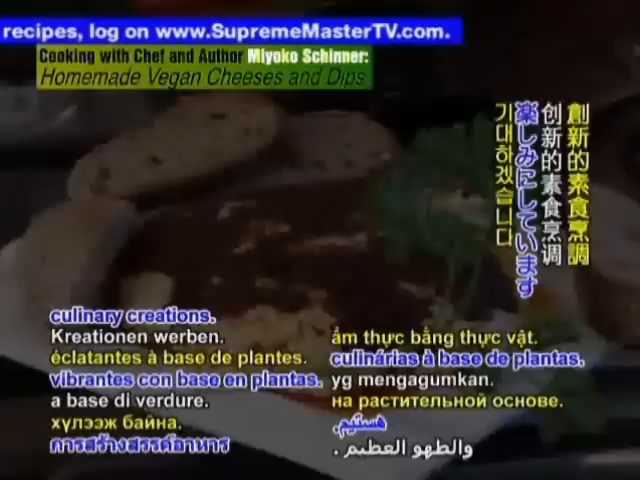 recipes, log on www.SupremeMasterTV.com.
Cooking with Chef and Author Miyoko Schinner:
Homemade Vegan Cheeses and Dips
創新的素食烹調
创新的素食烹调
楽しみにしています
기대하겠습니다
culinary creations.
Kreationen werben.
éclatantes à base de plantes.
vibrantes con base en plantas.
a base di verdure.
хүлээж байна.
การสร้างสรรค์อาหาร
ẩm thực bằng thực vật.
culinárias à base de plantas.
yg mengagumkan.
на растительной основе.
هستیم.
والطهو العظيم.